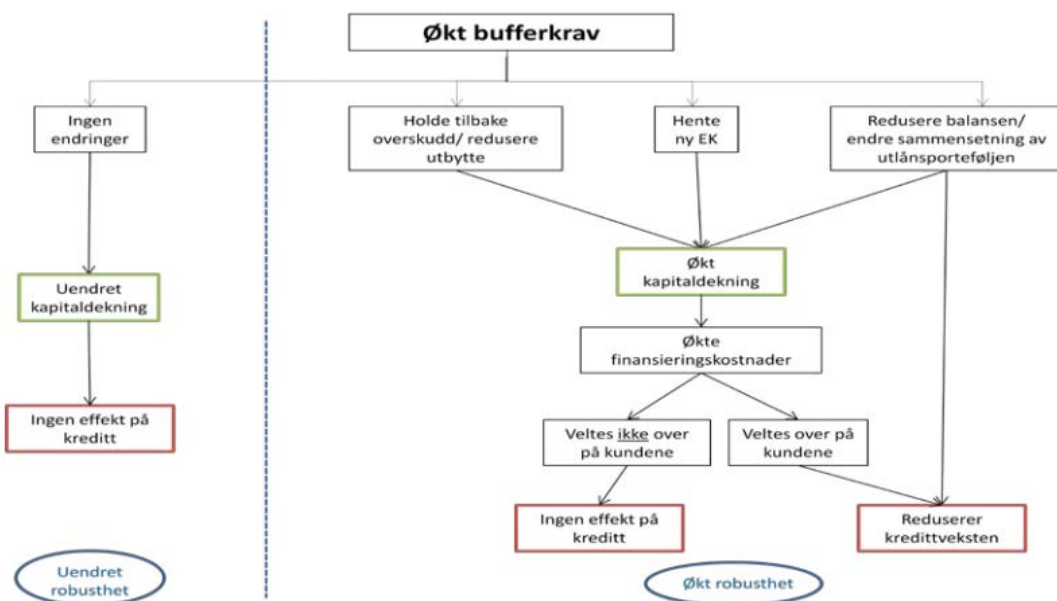 Økt bufferkrav
Ingen
endringer
Holde tilbake
overskudd/ redusere
utbytte
Hente
ny EK
Redusere balansen/
endre sammensetning av
utlånsporteføljen
Uendret
kapitaldekning
Økt
kapitaldekning
Økte
finansieringskostnader
Ingen effekt på
kreditt
Veltes ikke over
på kundene
Veltes over på
kundene
Ingen effekt på
kreditt
Reduserer
kredittveksten
Uendret
robusthet
Økt robusthet